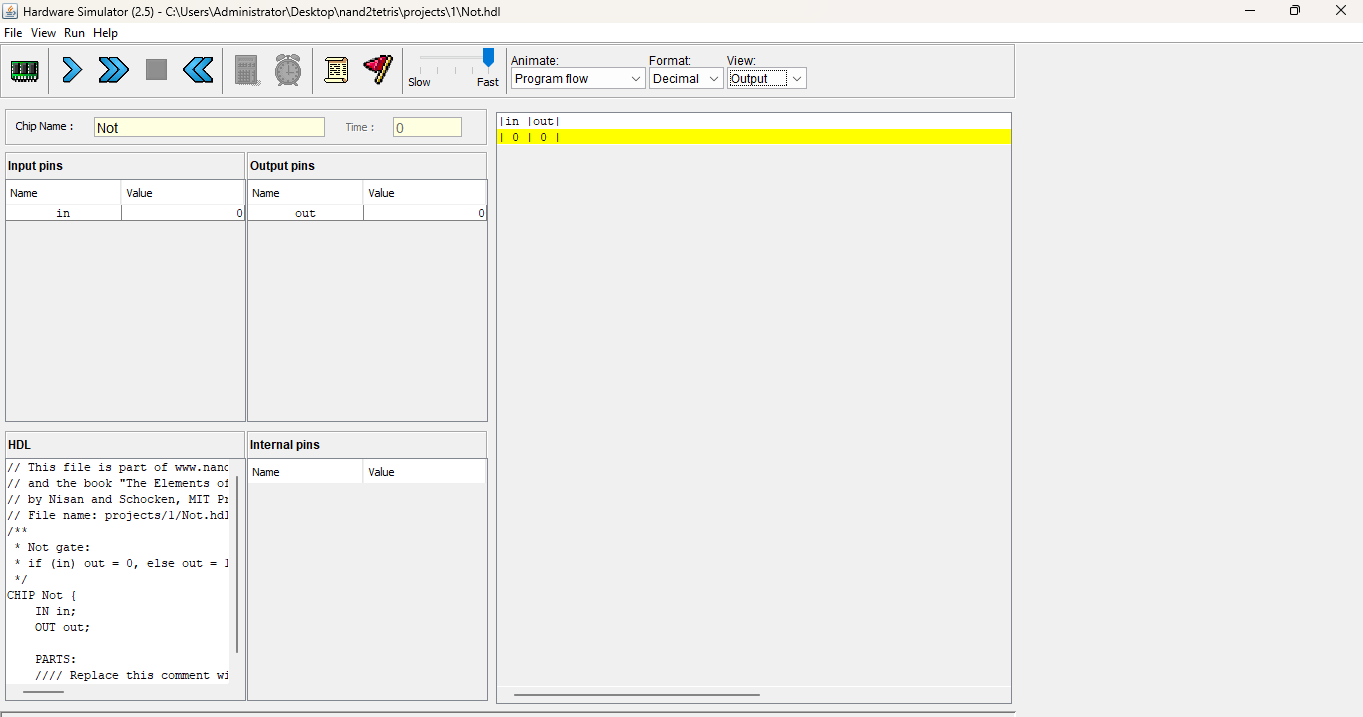 Hardware Simulator (2.5) - C:\Users\Administrator\Desktop\nand2tetris\projects\1\Not.hdl
File View Run Help
Slow Fast
Animate: Format: View:
Program flow Decimal Output
Chip Name : Not Time : 0
|in |out|
| 0 | 0 |
Input pins Output pins
Name Value Name Value
in 0 out 0
HDL Internal pins
Name Value
// This file is part of www.nand
// and the book "The Elements of
// by Nisan and Schocken, MIT Pr
// File name: projects/1/Not.hdl
/**
* Not gate:
* if (in) out = 0, else out = 1
*/
CHIP Not {
IN in;
OUT out;
PARTS:
//// Replace this comment wi